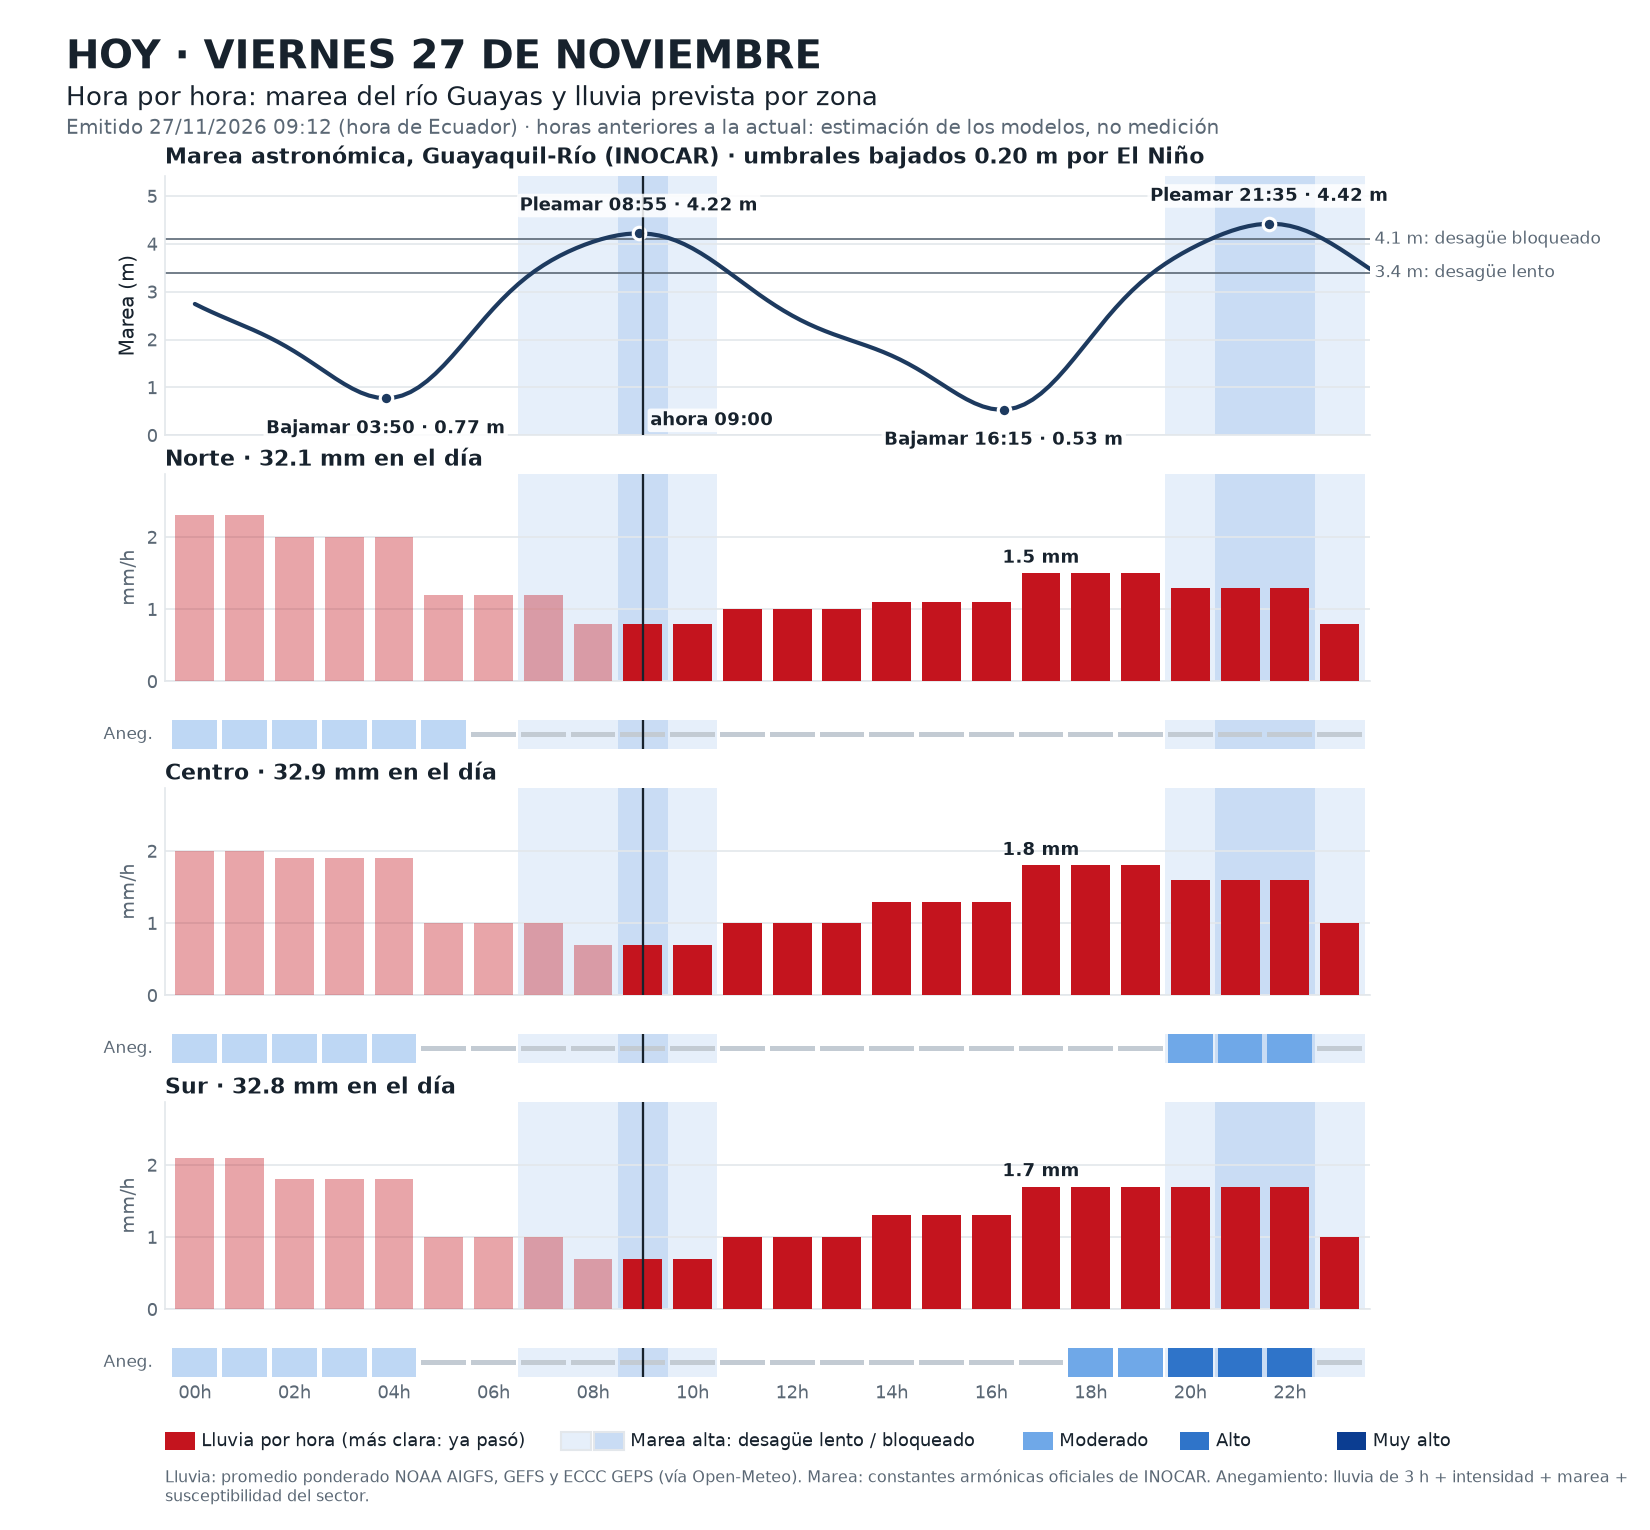 HOY · VIERNES 27 DE NOVIEMBRE
Hora por hora: marea del río Guayas y lluvia prevista por zona
Emitido 27/11/2026 09:12 (hora de Ecuador) · horas anteriores a la actual: estimación de los modelos, no medición
Marea astronómica, Guayaquil-Río (INOCAR) · umbrales bajados 0.20 m por El Niño
Marea (m)
5
4
3
2
1
0
Pleamar 08:55 · 4.22 m
Pleamar 21:35 · 4.42 m
4.1 m: desagüe bloqueado
3.4 m: desagüe lento
Bajamar 03:50 · 0.77 m
ahora 09:00
Bajamar 16:15 · 0.53 m
Norte · 32.1 mm en el día
mm/h
2
1
0
1.5 mm
Aneg.
Centro · 32.9 mm en el día
mm/h
2
1
0
1.8 mm
Aneg.
Sur · 32.8 mm en el día
mm/h
2
1
0
1.7 mm
Aneg.
00h 02h 04h 06h 08h 10h 12h 14h 16h 18h 20h 22h
Lluvia por hora (más clara: ya pasó) Marea alta: desagüe lento / bloqueado Moderado Alto Muy alto
Lluvia: promedio ponderado NOAA AIGFS, GEFS y ECCC GEPS (vía Open-Meteo). Marea: constantes armónicas oficiales de INOCAR. Anegamiento: lluvia de 3 h + intensidad + marea +
susceptibilidad del sector.